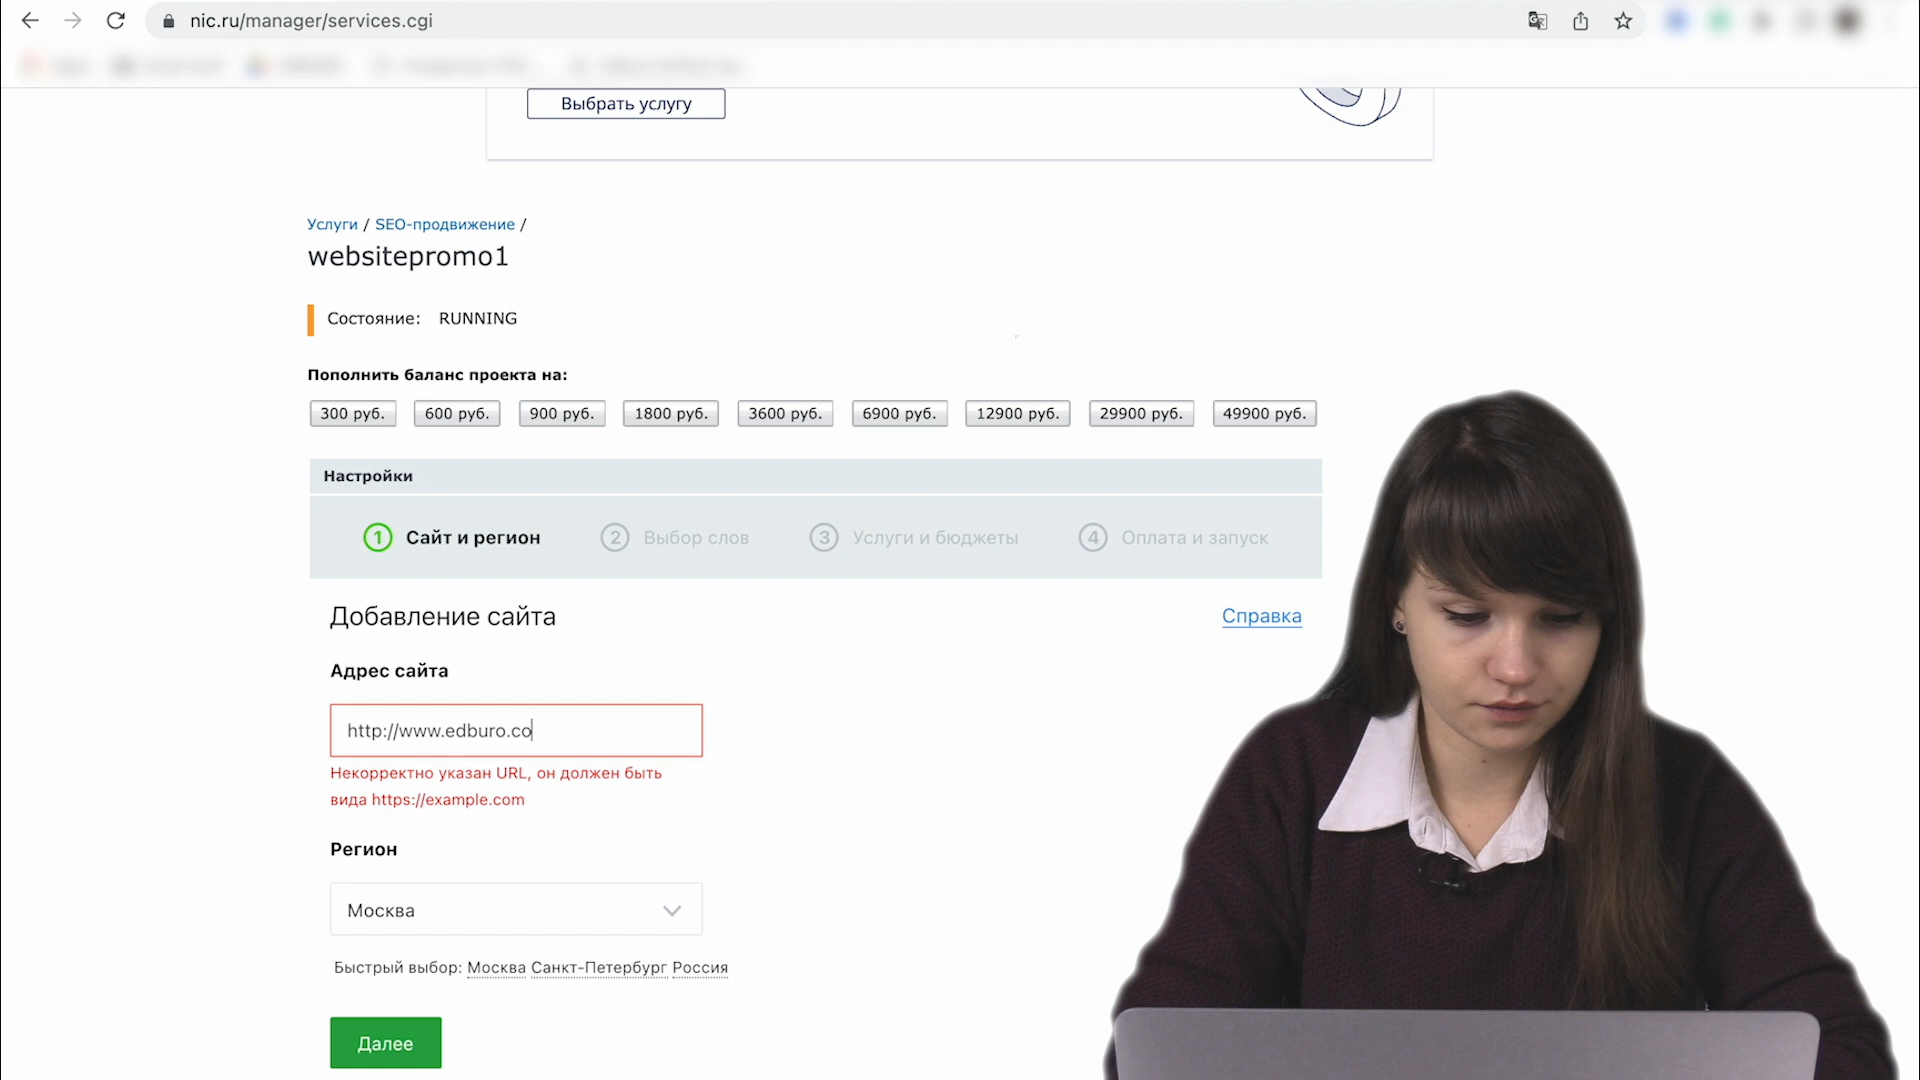 nic.ru/manager/services.cgi
Выбрать услугу
Услуги / SEO-продвижение /
websitepromo1
Состояние: RUNNING
Пополнить баланс проекта на:
300 руб. 600 руб. 900 руб. 1800 руб. 3600 руб. 6900 руб. 12900 руб. 29900 руб. 49900 руб.
Настройки
1 Сайт и регион 2 Выбор слов 3 Услуги и бюджеты 4 Оплата и запуск
Добавление сайта Справка
Адрес сайта
http://www.edburo.co
Некорректно указан URL, он должен быть
вида https://example.com
Регион
Москва
Быстрый выбор: Москва Санкт-Петербург Россия
Далее